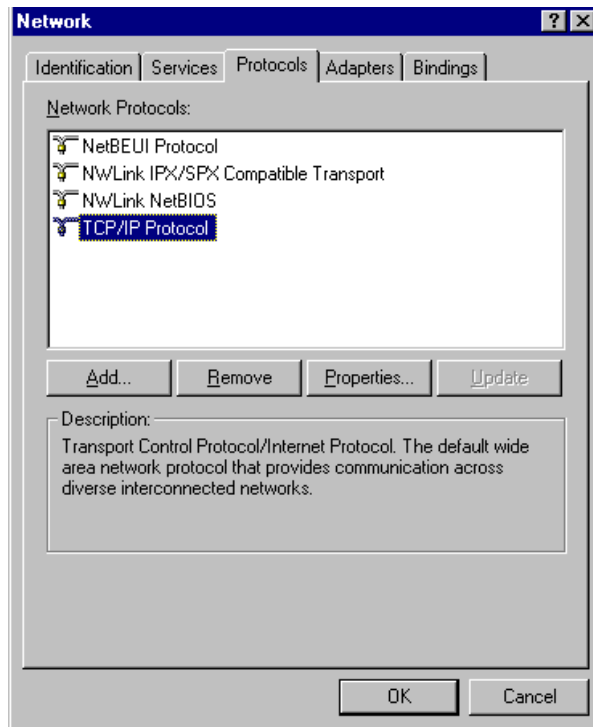 Network
Identification Services Protocols Adapters Bindings
Network Protocols:
NetBEUI Protocol
NWLink IPX/SPX Compatible Transport
NWLink NetBIOS
TCP/IP Protocol
Add... Remove Properties... Update
Description:
Transport Control Protocol/Internet Protocol. The default wide
area network protocol that provides communication across
diverse interconnected networks.
OK Cancel